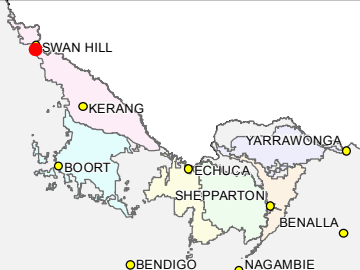 SWAN HILL
KERANG
YARRAWONGA
BOORT
ECHUCA
SHEPPARTON
BENALLA
BENDIGO
NAGAMBIE